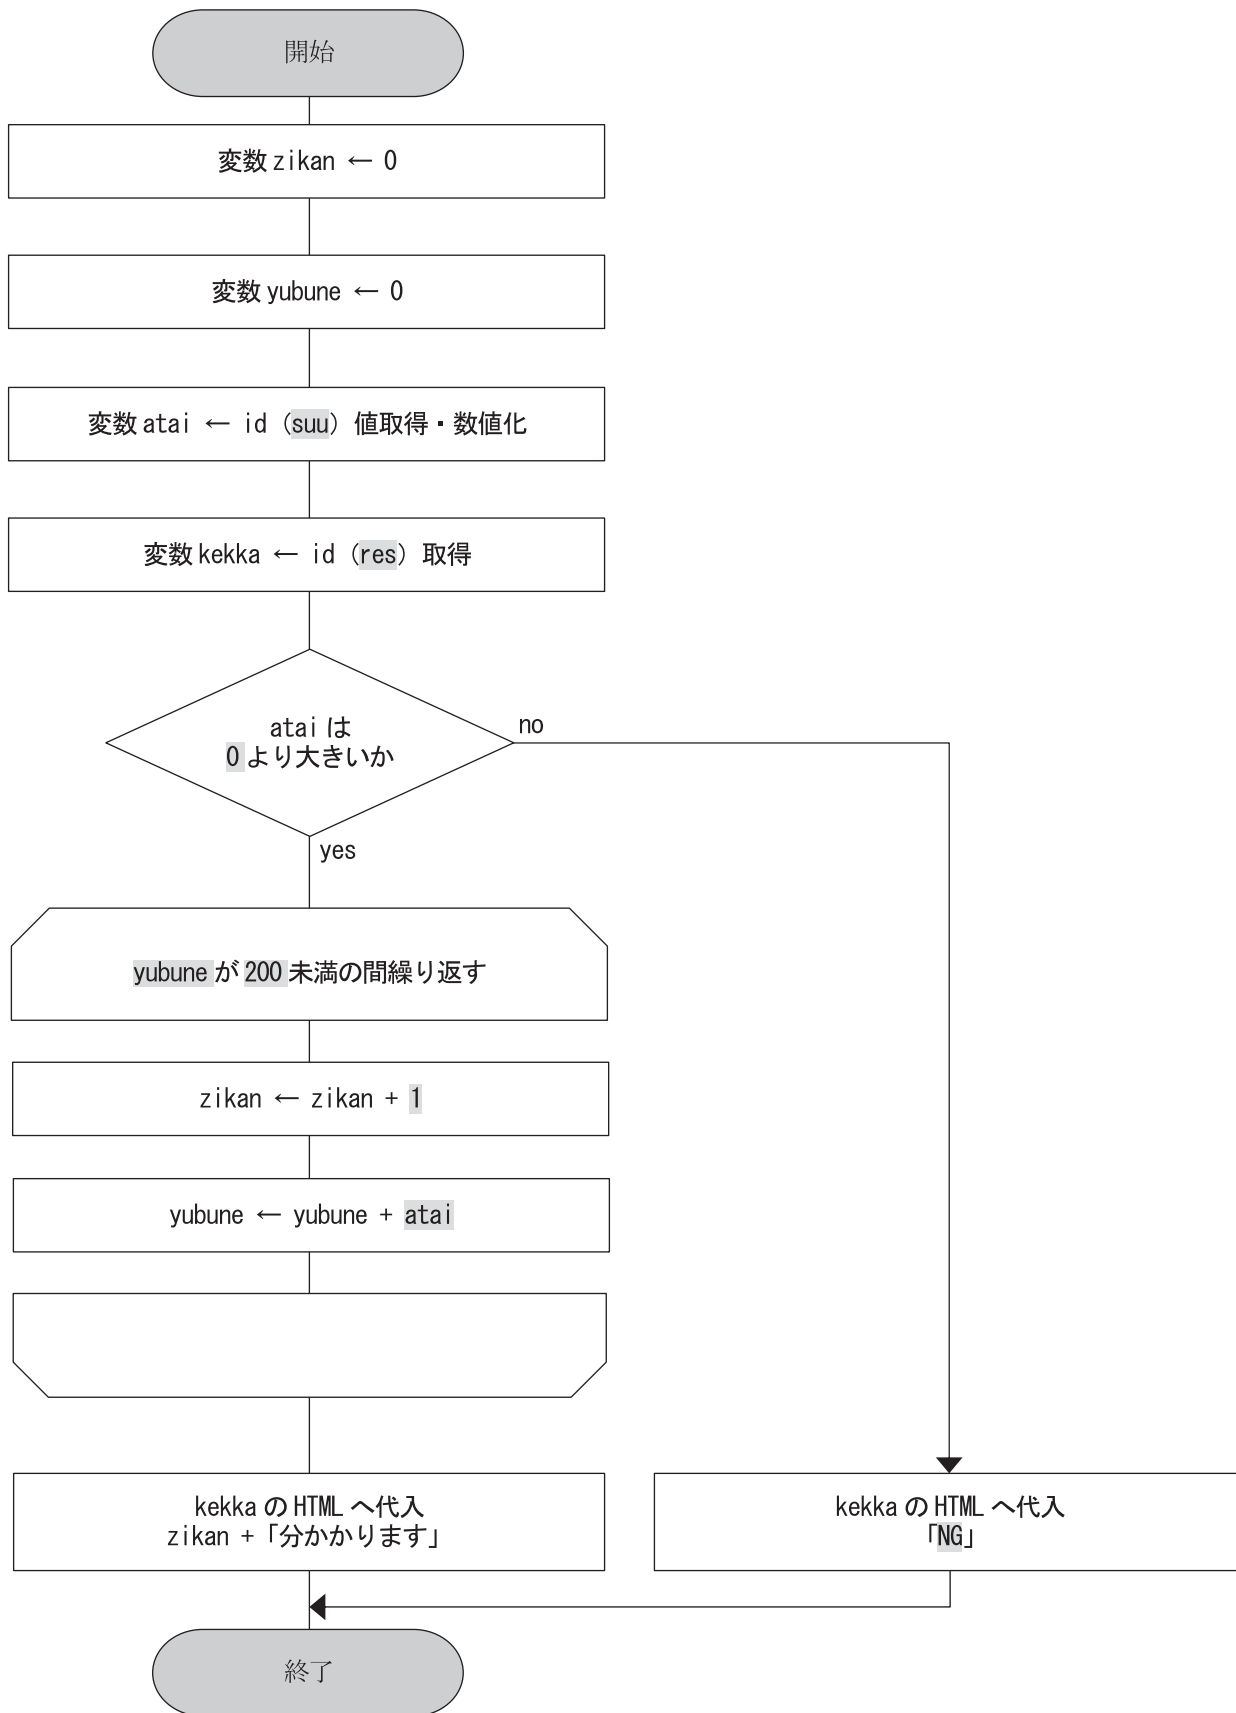 開始
変数 zikan ← 0
変数 yubune ← 0
変数 atai ← id（suu）値取得・数値化
変数 kekka ← id（res）取得
atai は
0 より大きいか
no
yes
yubune が 200 未満の間繰り返す
zikan ← zikan + 1
yubune ← yubune + atai
kekka の HTML へ代入
zikan +「分かかります」
kekka の HTML へ代入
「NG」
終了